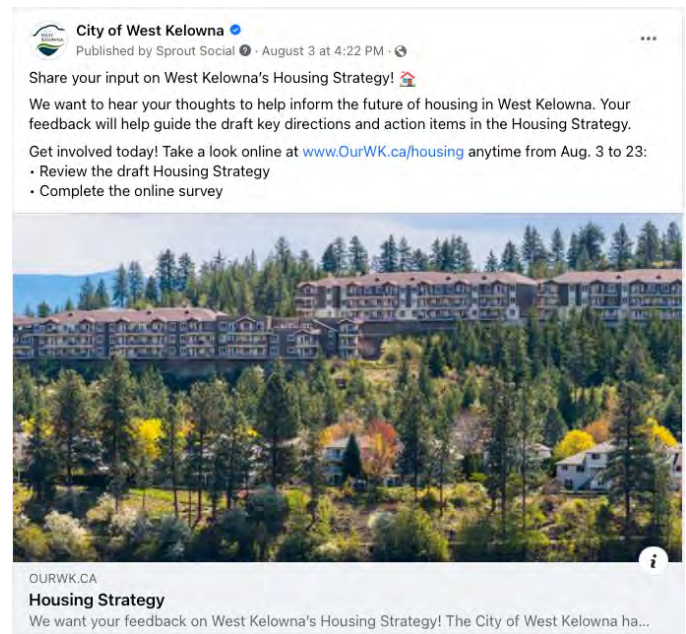 City of West Kelowna
Published by Sprout Social · August 3 at 4:22 PM ·
Share your input on West Kelowna's Housing Strategy! 🏠
We want to hear your thoughts to help inform the future of housing in West Kelowna. Your
feedback will help guide the draft key directions and action items in the Housing Strategy.
Get involved today! Take a look online at www.OurWK.ca/housing anytime from Aug. 3 to 23:
• Review the draft Housing Strategy
• Complete the online survey
OURWK.CA
Housing Strategy
We want your feedback on West Kelowna's Housing Strategy! The City of West Kelowna ha...